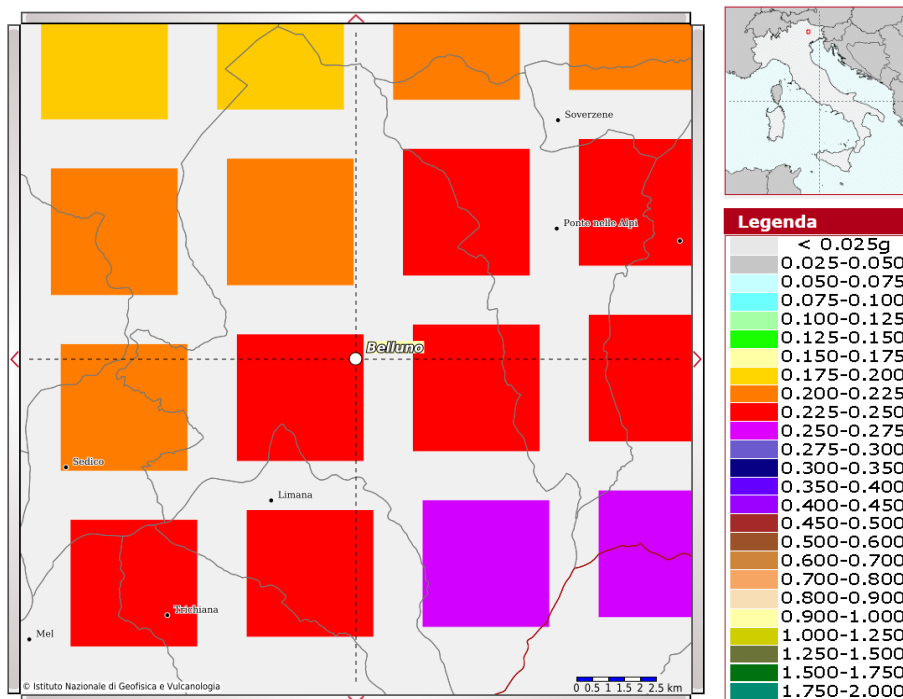 Soverzene
Ponte nelle Alpi
Belluno
Sedico
Limana
Trichiana
Mel
© Istituto Nazionale di Geofisica e Vulcanologia
0 0.5 1 1.5 2 2.5 km
Legenda
< 0.025g
0.025-0.050
0.050-0.075
0.075-0.100
0.100-0.125
0.125-0.150
0.150-0.175
0.175-0.200
0.200-0.225
0.225-0.250
0.250-0.275
0.275-0.300
0.300-0.350
0.350-0.400
0.400-0.450
0.450-0.500
0.500-0.600
0.600-0.700
0.700-0.800
0.800-0.900
0.900-1.000
1.000-1.250
1.250-1.500
1.500-1.750
1.750-2.000